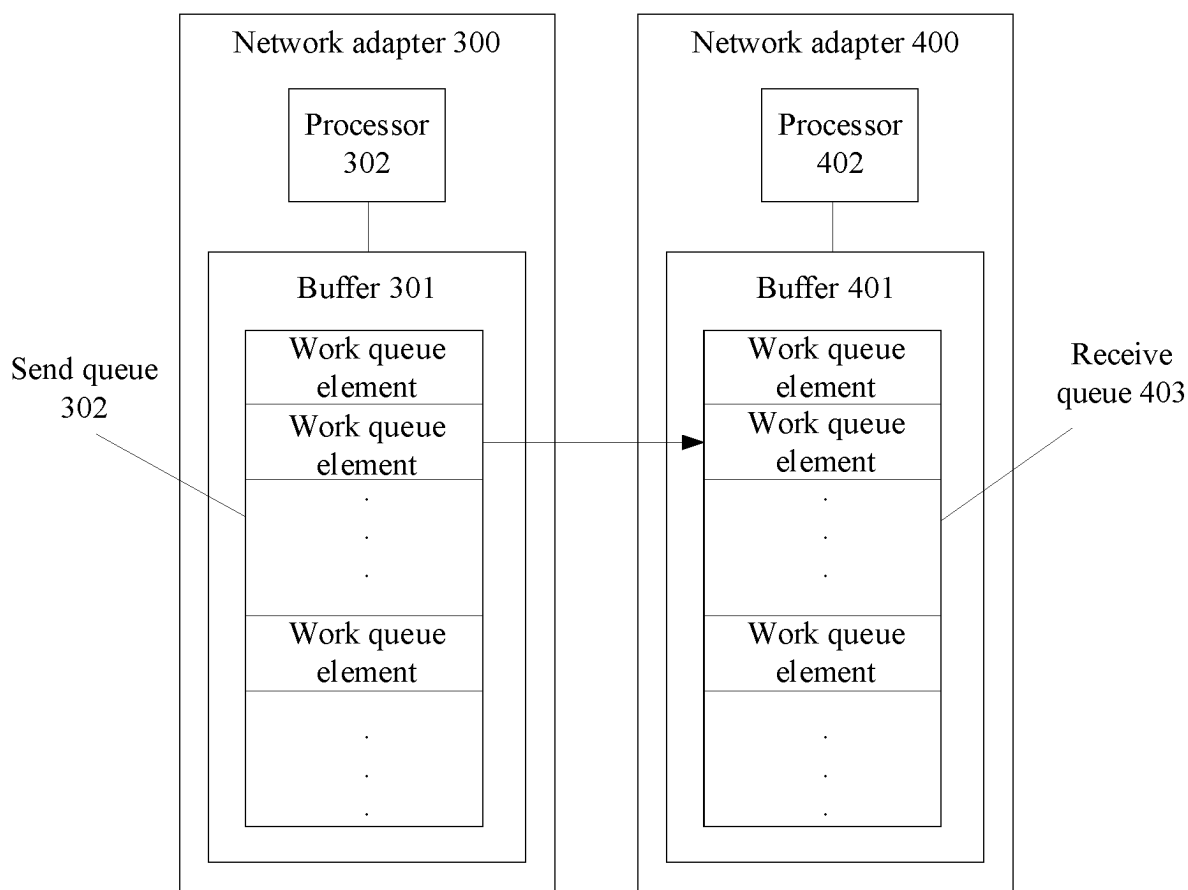 Network adapter 300
Processor
302
Buffer 301
Work queue
element
Work queue
element
.
.
.
Work queue
element
.
.
.
Send queue
302
Network adapter 400
Processor
402
Buffer 401
Work queue
element
Work queue
element
.
.
.
Work queue
element
.
.
.
Receive
queue 403